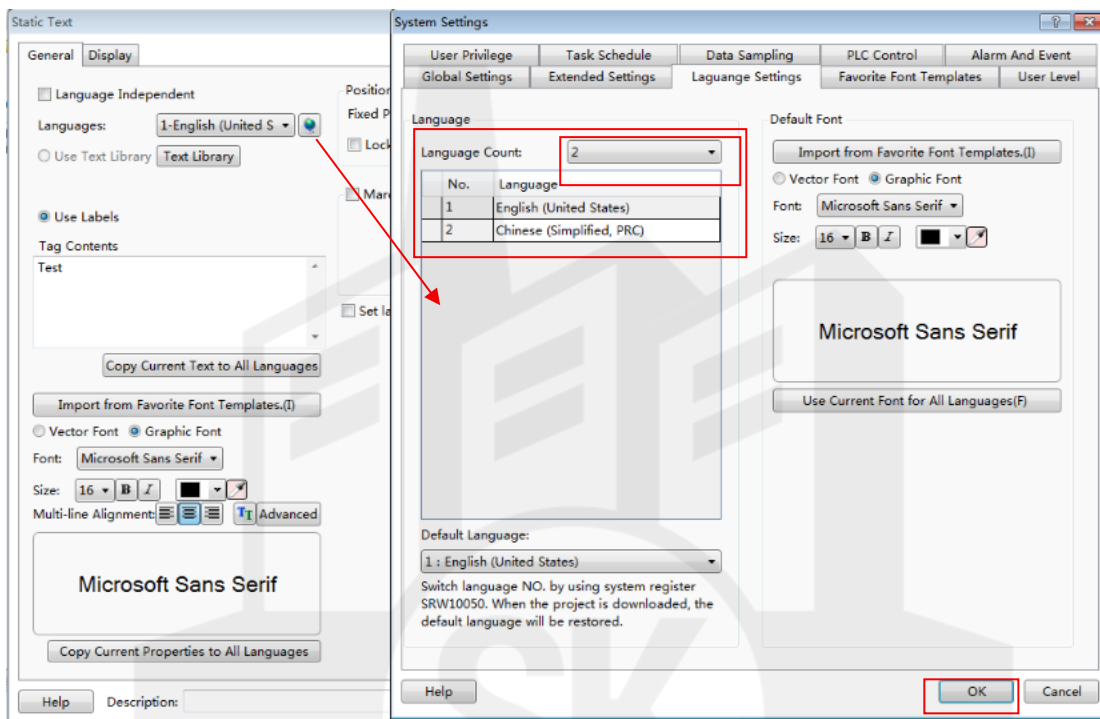 Static Text
General Display
Language Independent
Languages: 1-English (United S
Use Text Library Text Library
Use Labels
Tag Contents
Test
Copy Current Text to All Languages
Import from Favorite Font Templates.(I)
Vector Font Graphic Font
Font: Microsoft Sans Serif
Size: 16 B I
Multi-line Alignment: TT Advanced
Microsoft Sans Serif
Copy Current Properties to All Languages
Help Description:
Position
Fixed P
Lock
Set la
System Settings
User Privilege Task Schedule Data Sampling PLC Control Alarm And Event
Global Settings Extended Settings Laguange Settings Favorite Font Templates User Level
Language
Language Count: 2
No. Language
1 English (United States)
2 Chinese (Simplified, PRC)
Default Language:
1 : English (United States)
Switch language NO. by using system register
SRW10050. When the project is downloaded, the
default language will be restored.
Default Font
Import from Favorite Font Templates.(I)
Vector Font Graphic Font
Font: Microsoft Sans Serif
Size: 16 B I
Microsoft Sans Serif
Use Current Font for All Languages(F)
Help OK Cancel
SK